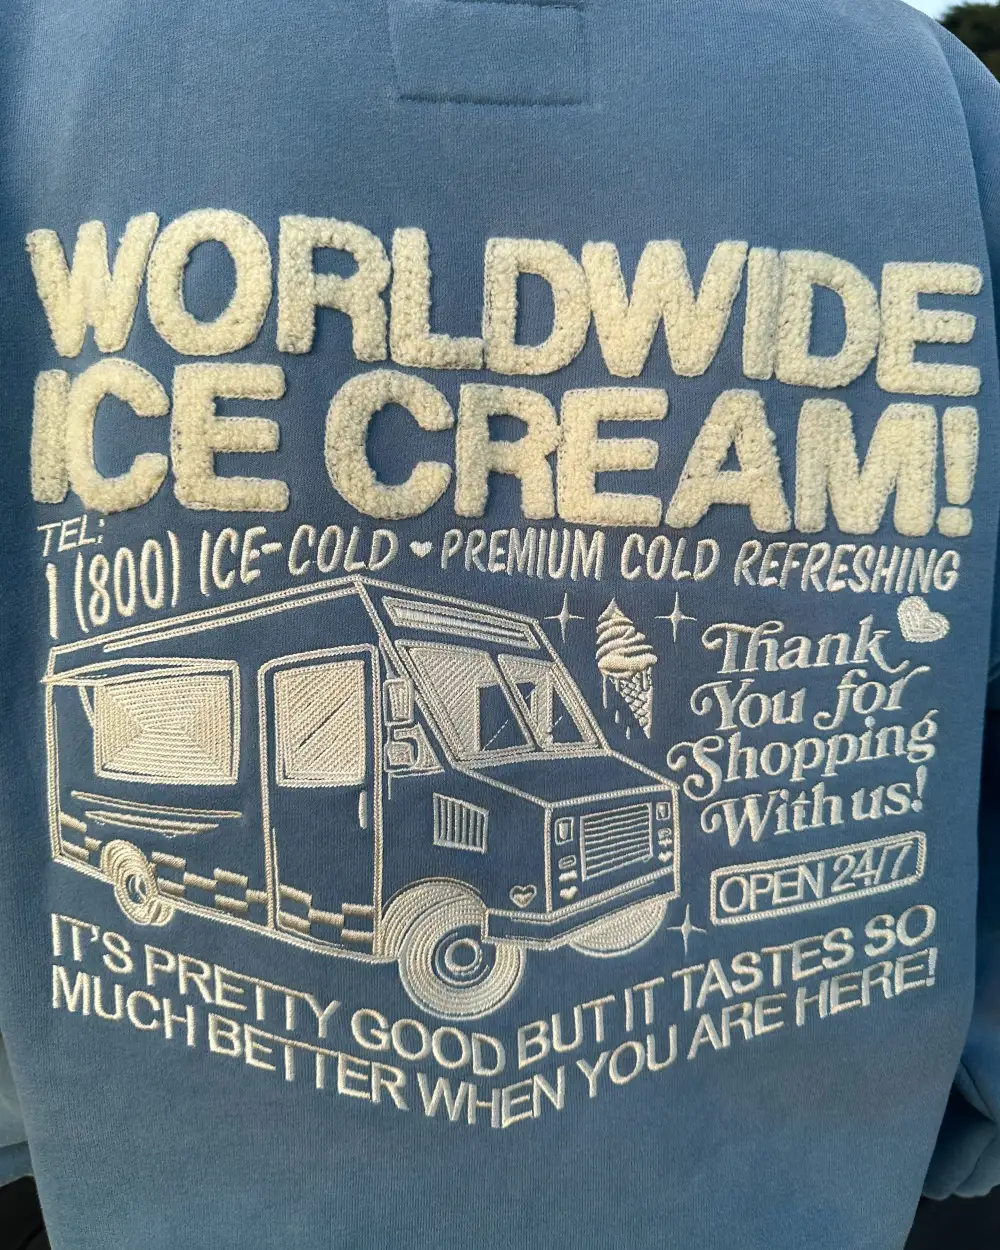 WORLDWIDE
ICE CREAM!
TEL:
1 (800) ICE-COLD ♥ PREMIUM COLD REFRESHING
Thank
You for
Shopping
With us!
OPEN 24/7
IT'S PRETTY GOOD BUT IT TASTES SO
MUCH BETTER WHEN YOU ARE HERE!